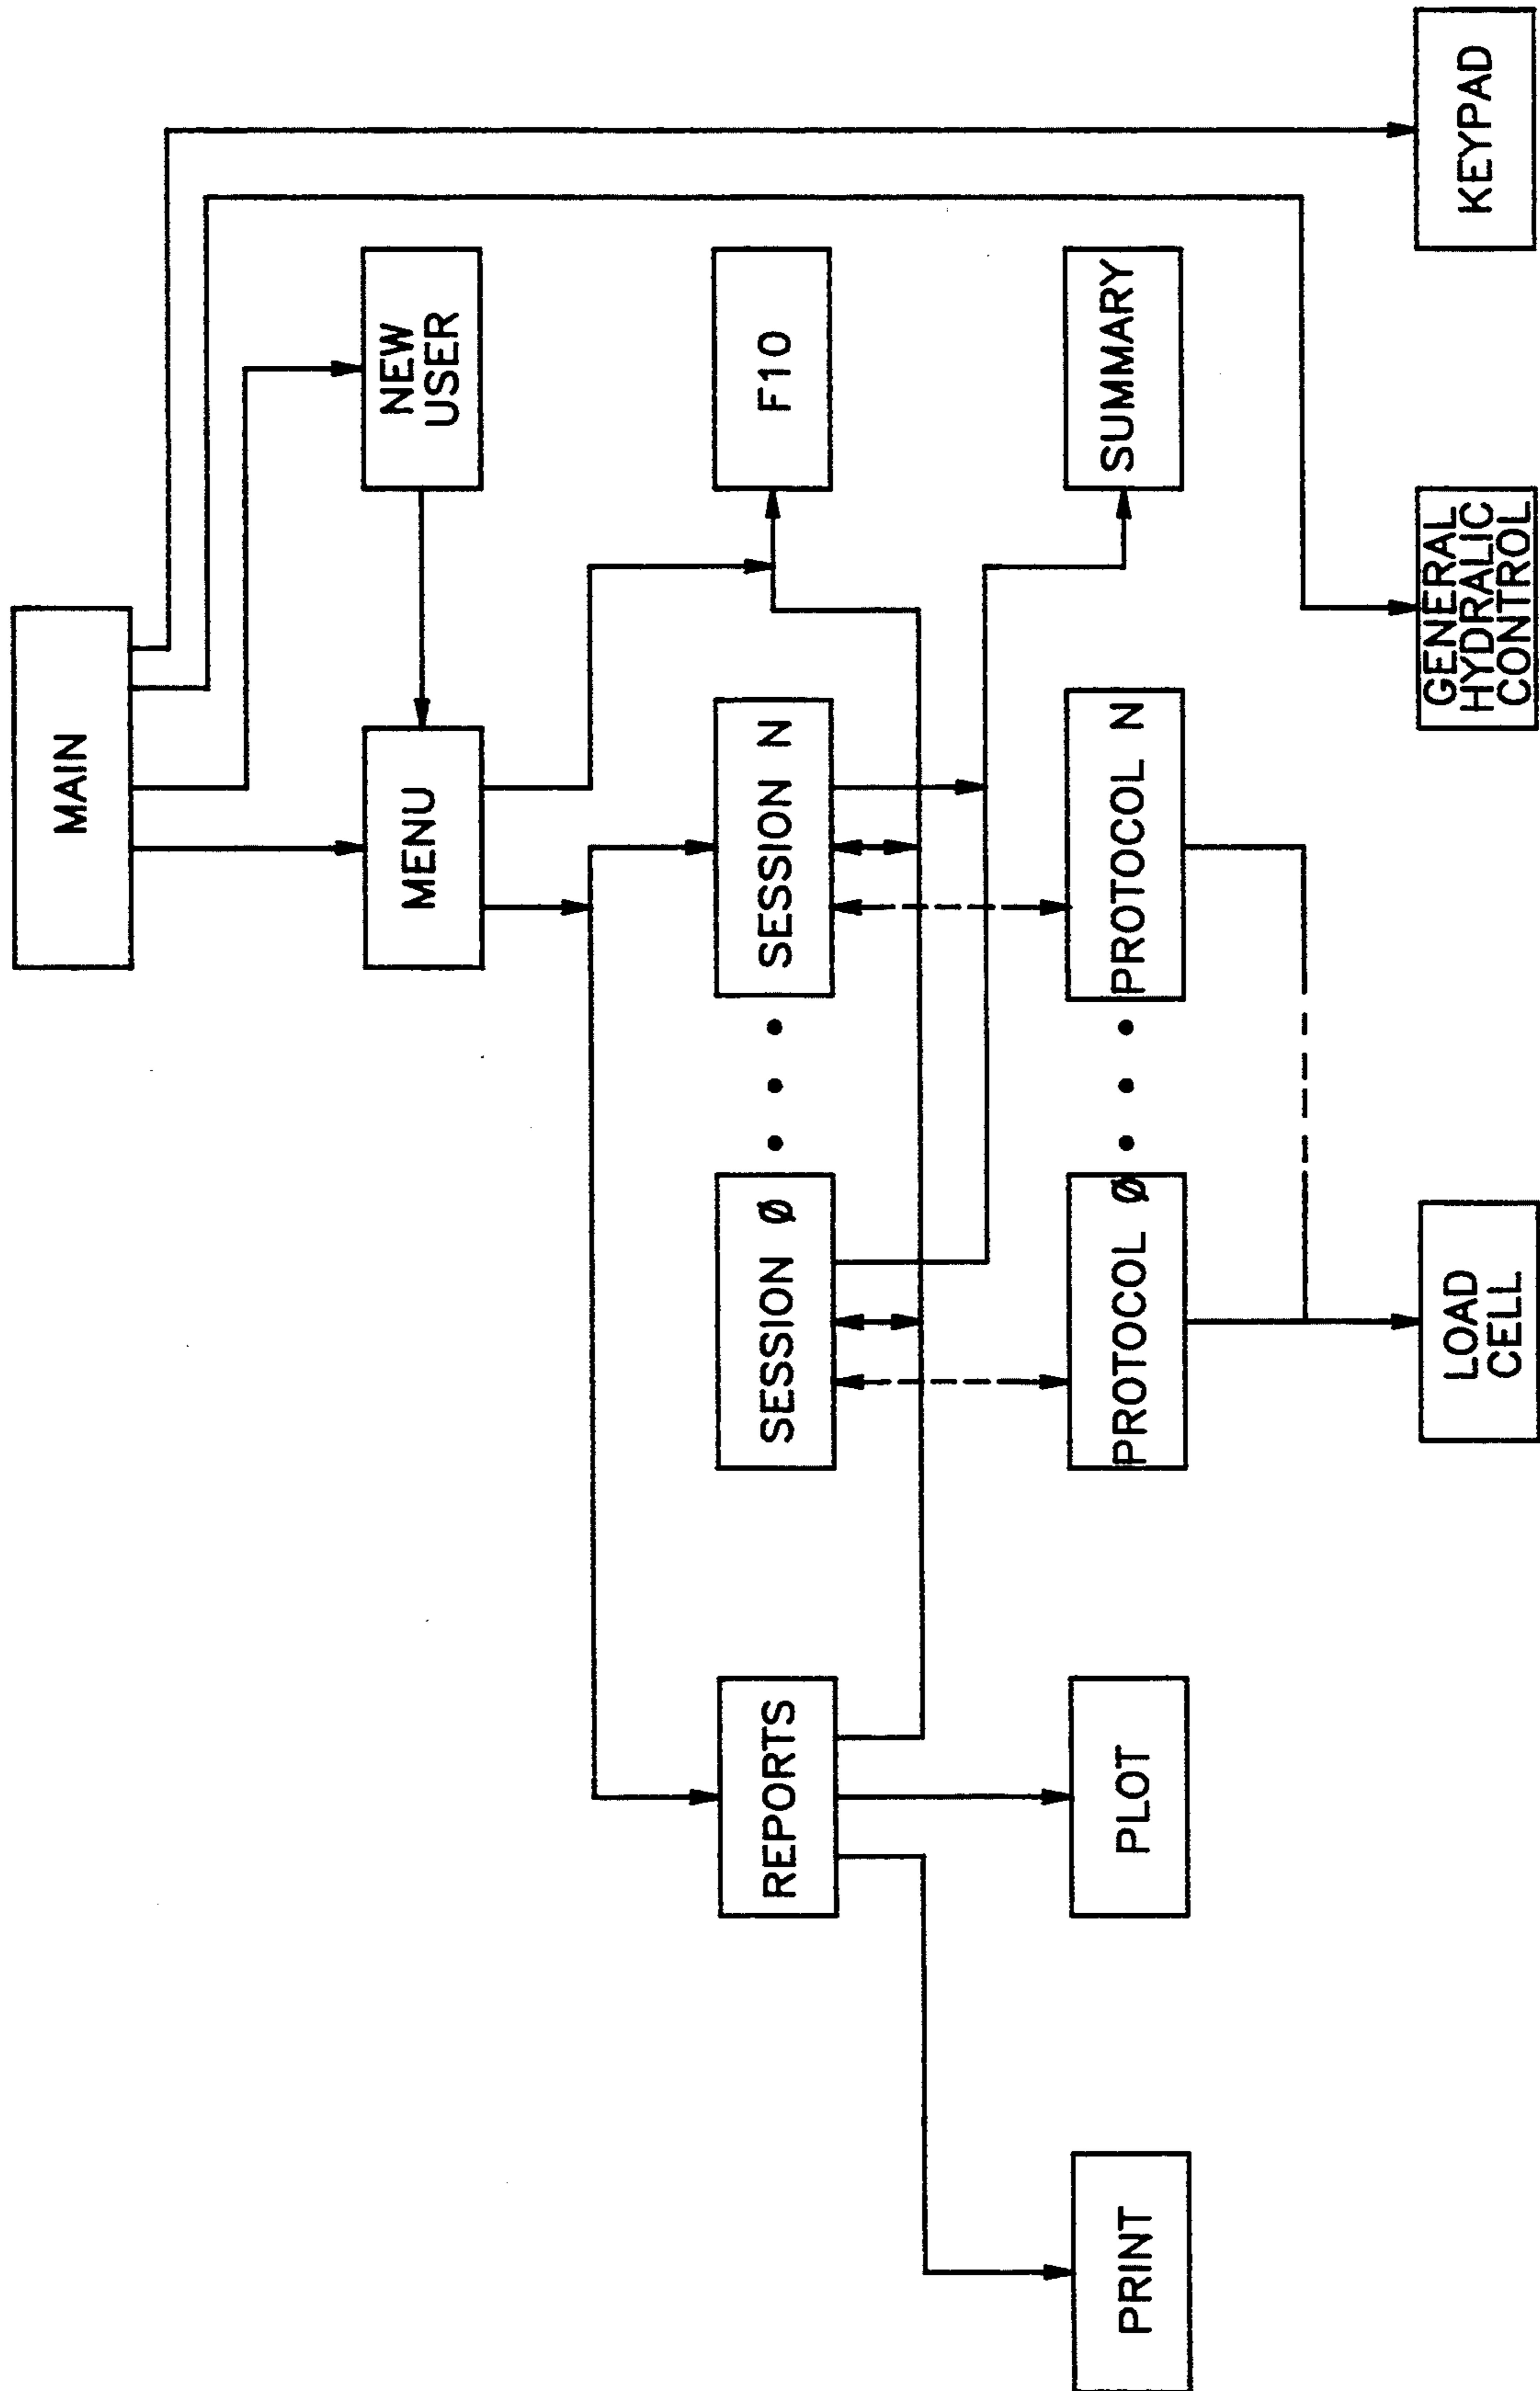 MAIN
MENU
NEW
USER
REPORTS
SESSION Ø
SESSION N
F10
PRINT
PLOT
PROTOCOL Ø
PROTOCOL N
SUMMARY
LOAD
CELL
GENERAL
HYDRALIC
CONTROL
KEYPAD